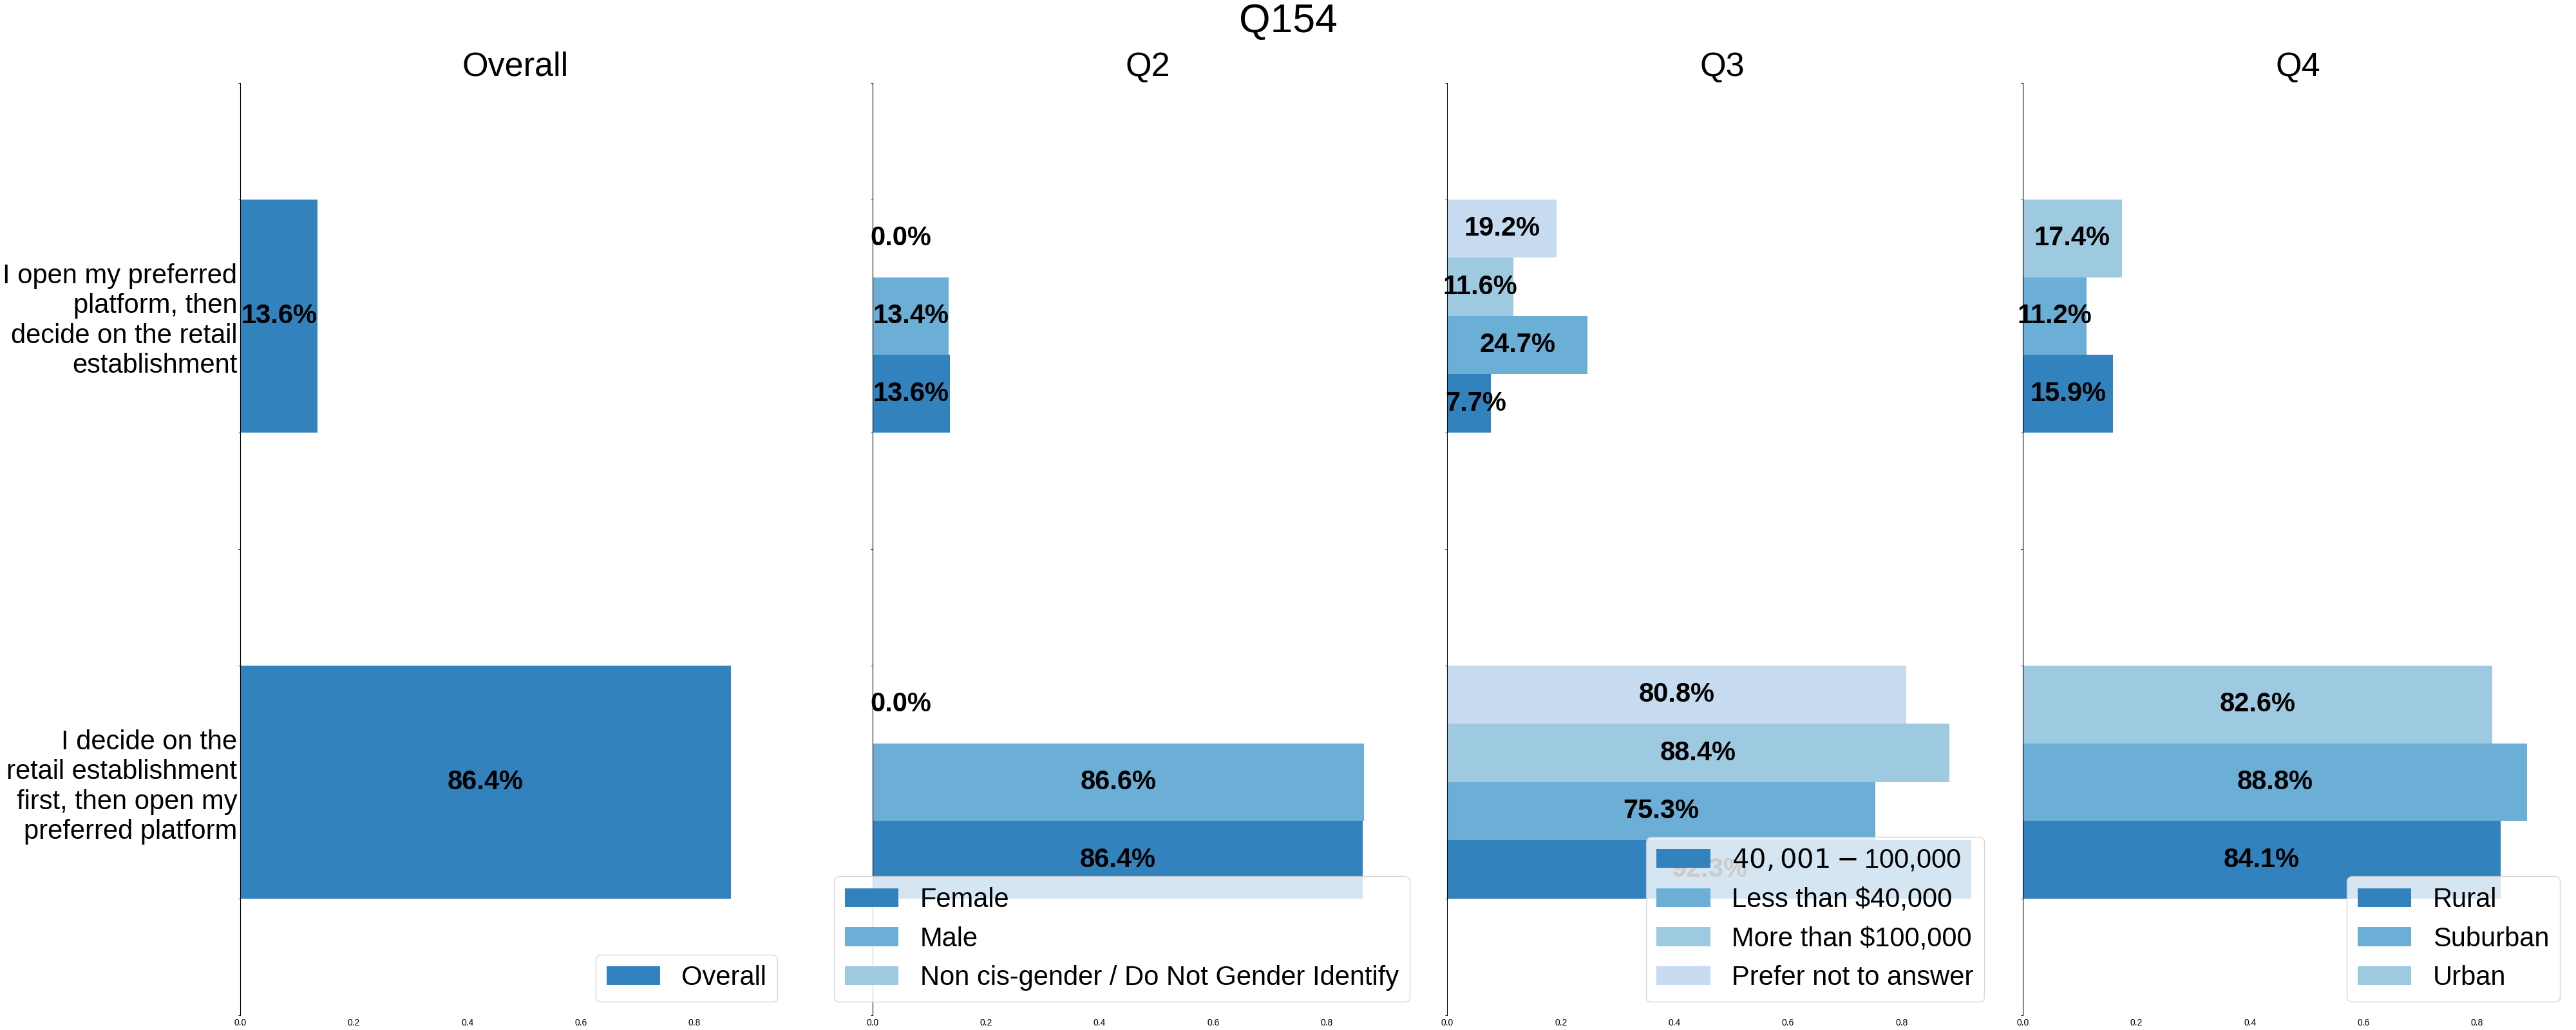 Q154
Overall
I open my preferred
platform, then
decide on the retail
establishment
I decide on the
retail establishment
first, then open my
preferred platform
13.6%
86.4%
Overall
0.0 0.2 0.4 0.6 0.8
Q2
0.0%
13.4%
13.6%
0.0%
86.6%
86.4%
Female
Male
Non cis-gender / Do Not Gender Identify
0.0 0.2 0.4 0.6 0.8
Q3
19.2%
11.6%
24.7%
7.7%
80.8%
88.4%
75.3%
92.3%
40,001 − 100,000
Less than $40,000
More than $100,000
Prefer not to answer
0.0 0.2 0.4 0.6 0.8
Q4
17.4%
11.2%
15.9%
82.6%
88.8%
84.1%
Rural
Suburban
Urban
0.0 0.2 0.4 0.6 0.8